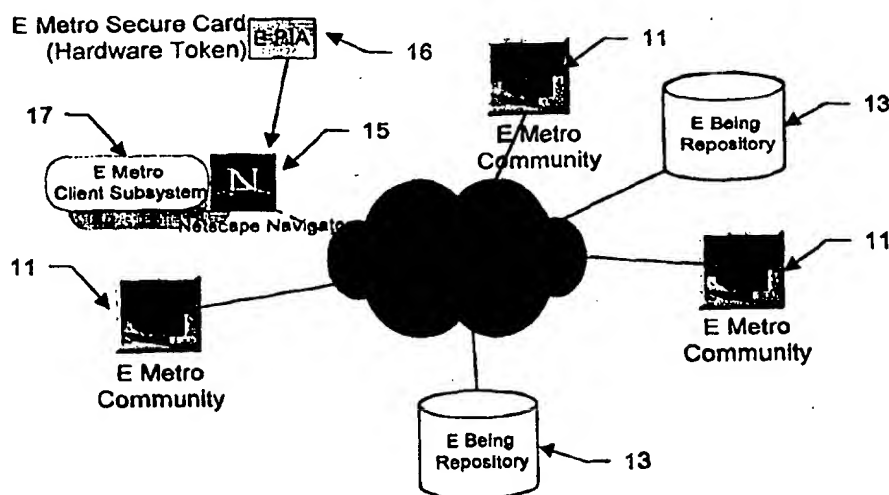 E Metro Secure Card
(Hardware Token)
E-PIA
16
11
E Metro
Community
13
E Being
Repository
17
15
E Metro
Client Subsystem
N
Netscape Navigator
11
E Metro
Community
11
E Metro
Community
E Being
Repository
13